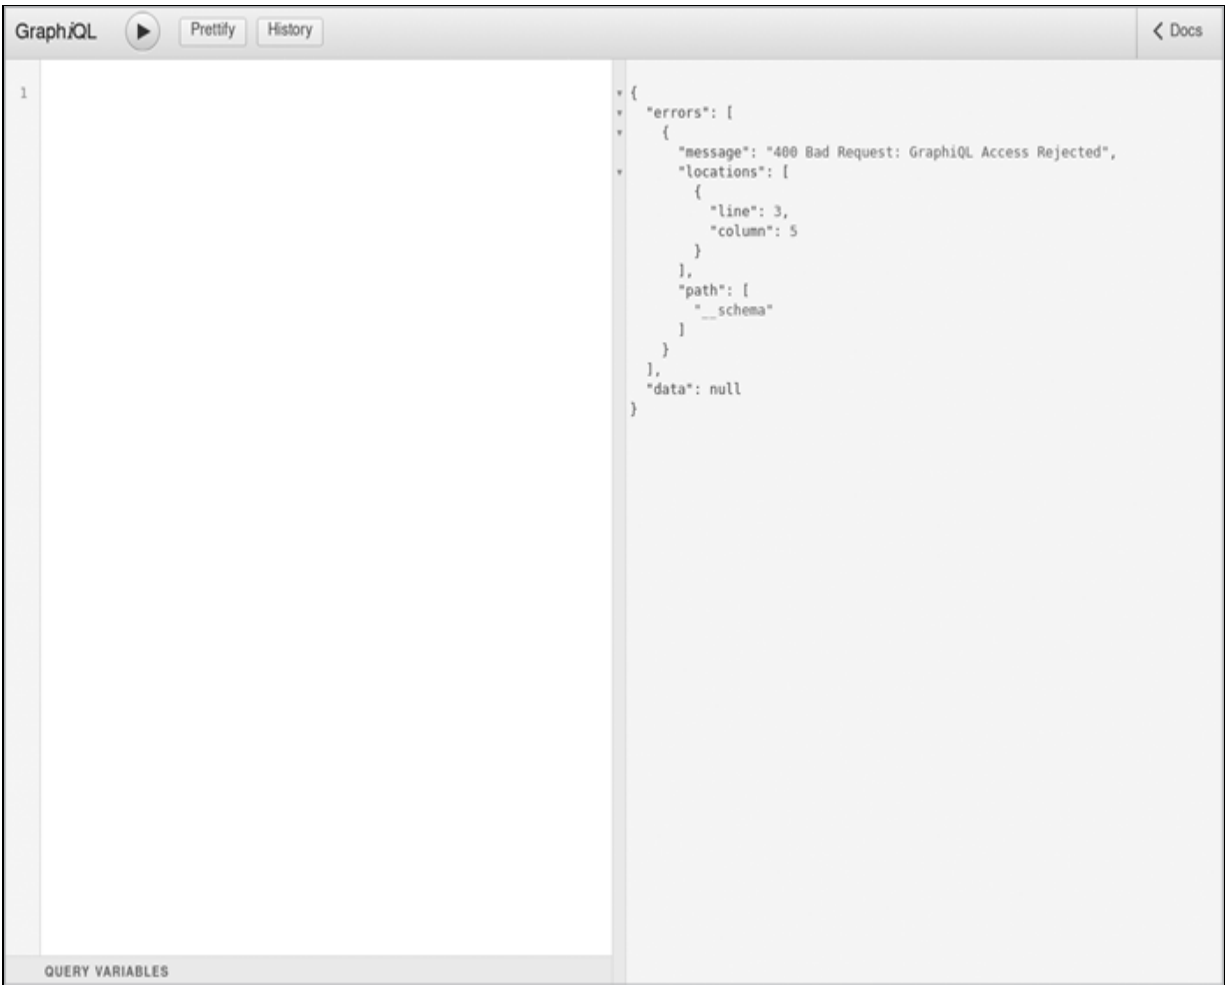 GraphiQL Prettify History Docs
1
{
"errors": [
{
"message": "400 Bad Request: GraphiQL Access Rejected",
"locations": [
{
"line": 3,
"column": 5
}
],
"path": [
"__schema"
]
}
],
"data": null
}
QUERY VARIABLES